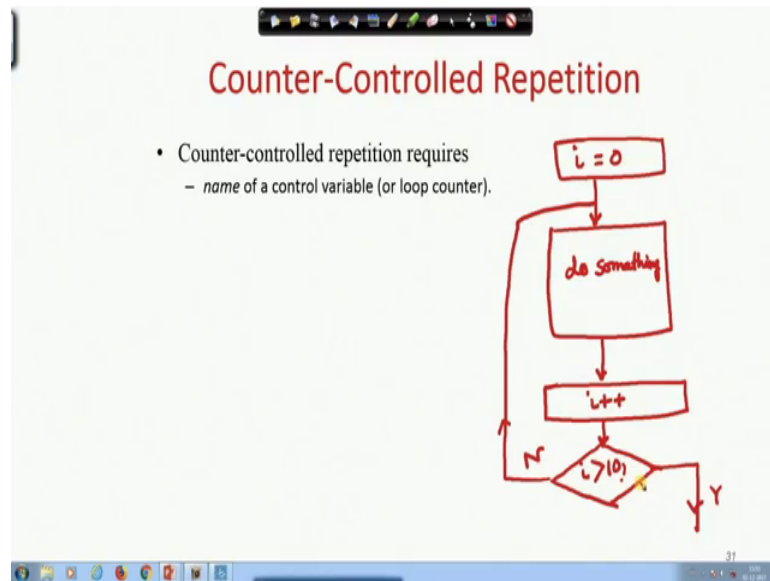 Counter-Controlled Repetition
• Counter-controlled repetition requires
– name of a control variable (or loop counter).
i = 0
do something
i++
i>10?
N
Y
31